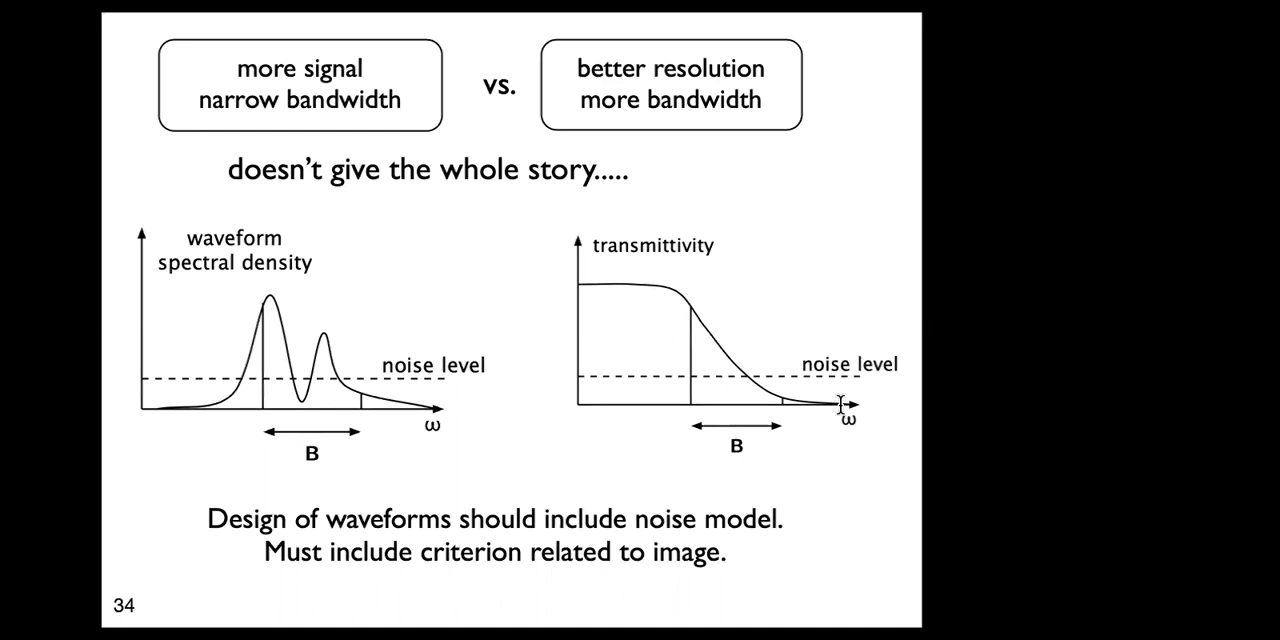 more signal
narrow bandwidth
vs.
better resolution
more bandwidth
doesn't give the whole story.....
waveform
spectral density
noise level
ω
B
transmittivity
noise level
ω
B
Design of waveforms should include noise model.
Must include criterion related to image.
34